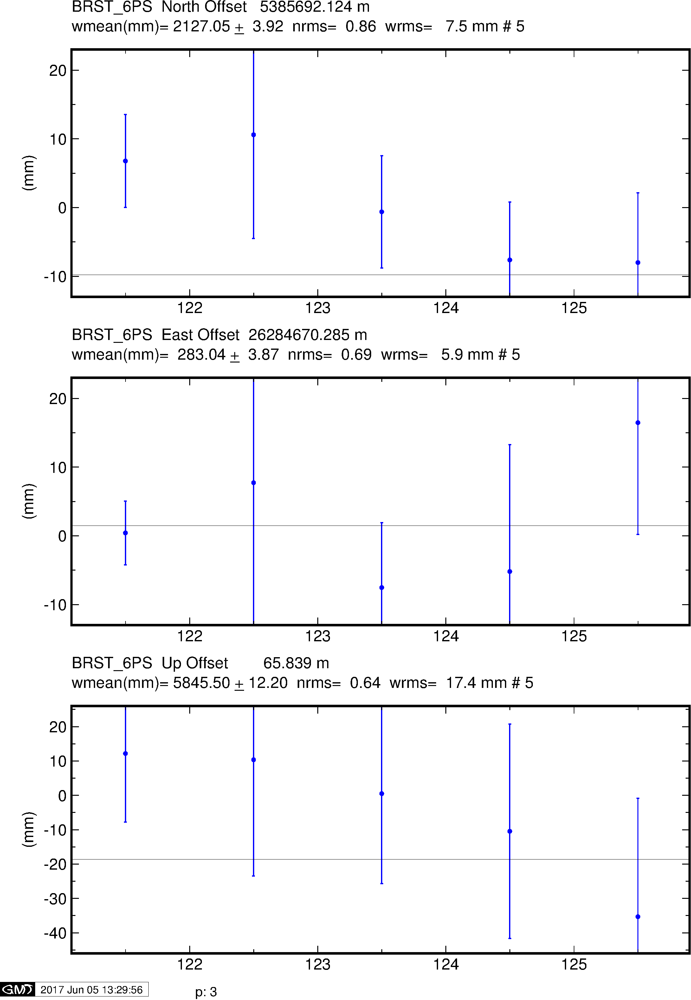 BRST_6PS North Offset 5385692.124 m
wmean(mm)= 2127.05 ± 3.92 nrms= 0.86 wrms= 7.5 mm # 5
20
10
(mm)
0
-10
122 123 124 125
BRST_6PS East Offset 26284670.285 m
wmean(mm)= 283.04 ± 3.87 nrms= 0.69 wrms= 5.9 mm # 5
20
10
(mm)
0
-10
122 123 124 125
BRST_6PS Up Offset 65.839 m
wmean(mm)= 5845.50 ± 12.20 nrms= 0.64 wrms= 17.4 mm # 5
20
10
0
-10
(mm)
-20
-30
-40
122 123 124 125
GMT 2017 Jun 05 13:29:56 p: 3